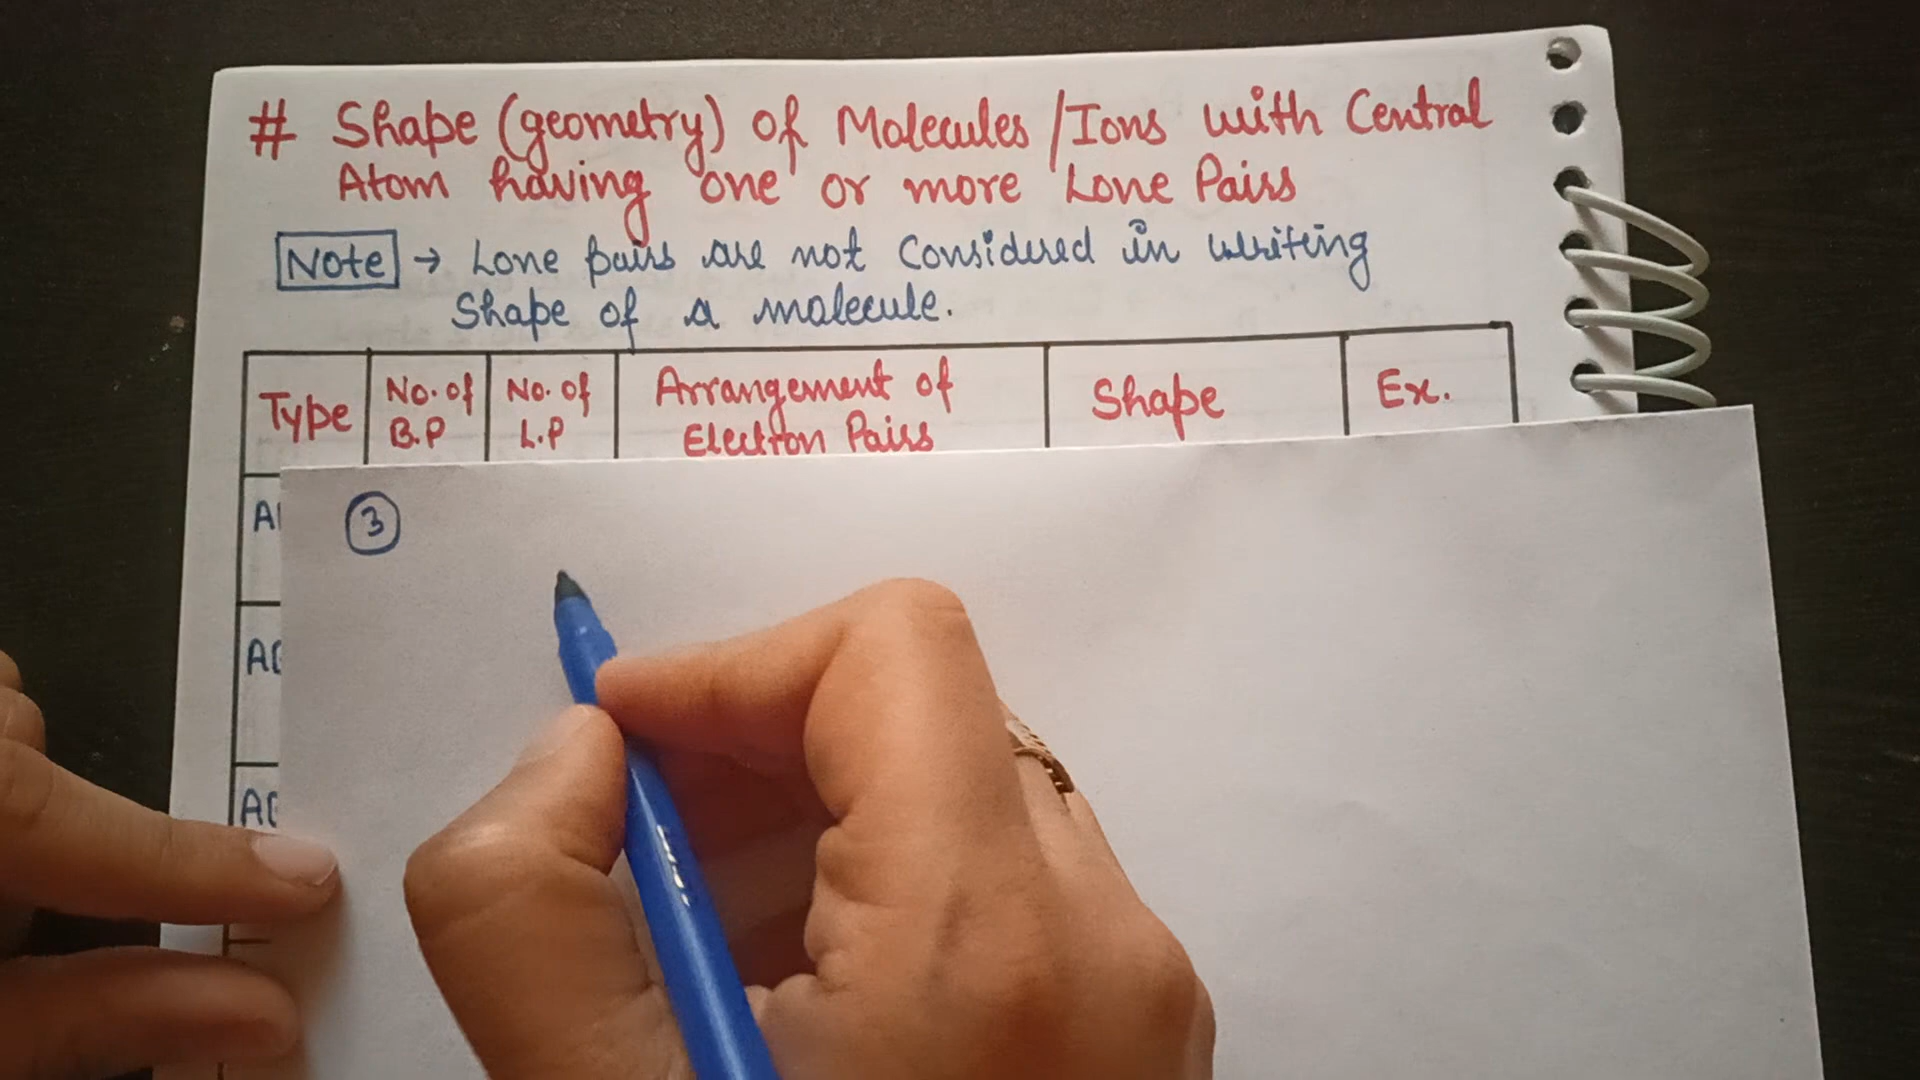 # Shape (geometry) of Molecules / Ions with Central
Atom having one or more Lone Pairs
Note → Lone pairs are not Considered in writing
Shape of a molecule.
Type No. of B.P No. of L.P Arrangement of Electron Pairs Shape Ex.
3